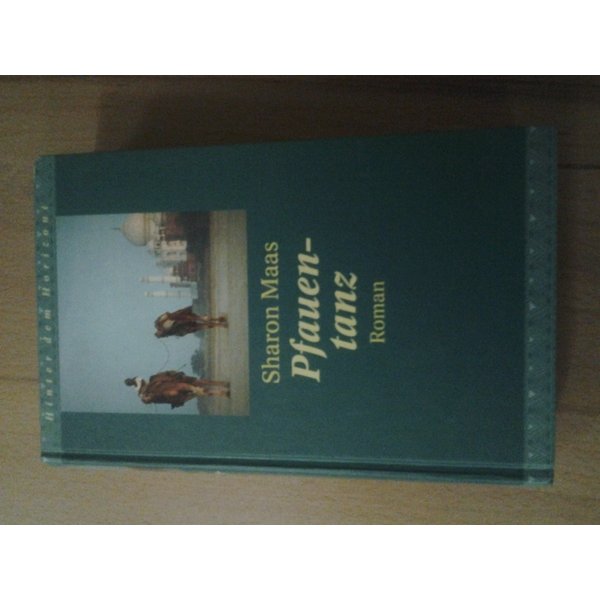 Hinter dem Horizont
Sharon Maas
Pfauen-
tanz
Roman